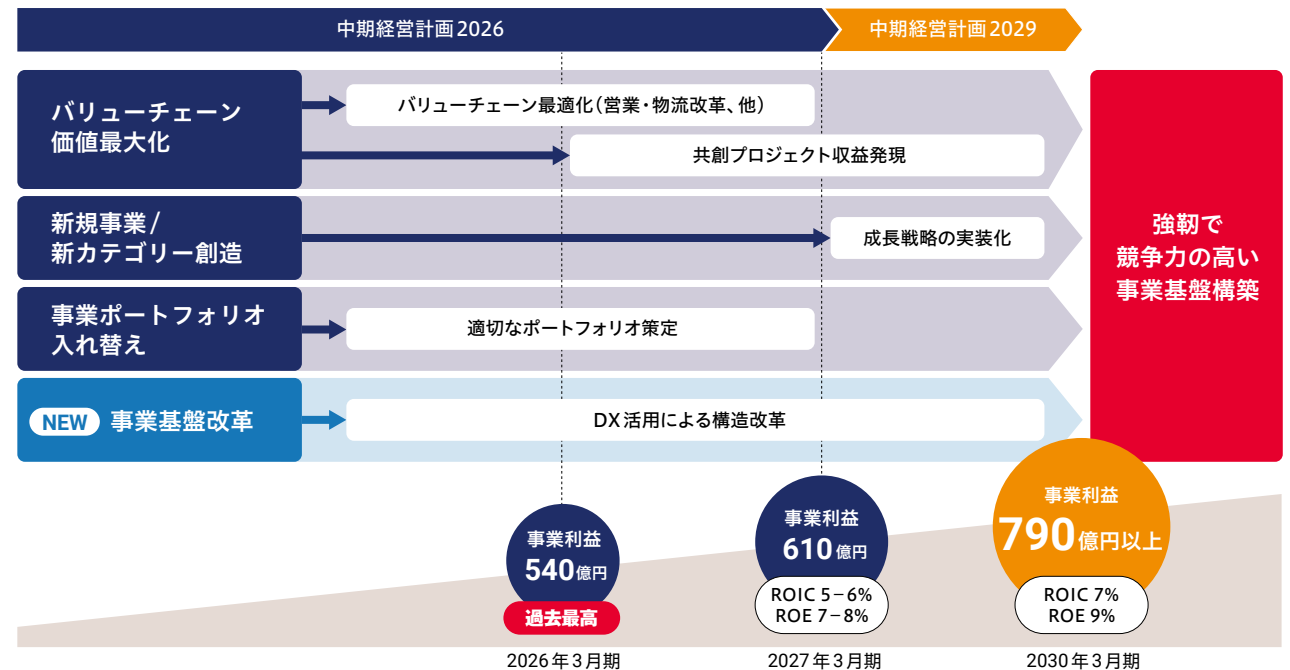 中期経営計画2026
中期経営計画2029
バリューチェーン
価値最大化
バリューチェーン最適化（営業・物流改革、他）
共創プロジェクト収益発現
新規事業/
新カテゴリー創造
成長戦略の実装化
事業ポートフォリオ
入れ替え
適切なポートフォリオ策定
NEW 事業基盤改革
DX活用による構造改革
強靭で
競争力の高い
事業基盤構築
事業利益
540億円
過去最高
2026年3月期
事業利益
610億円
ROIC 5−6%
ROE 7−8%
2027年3月期
事業利益
790億円以上
ROIC 7%
ROE 9%
2030年3月期